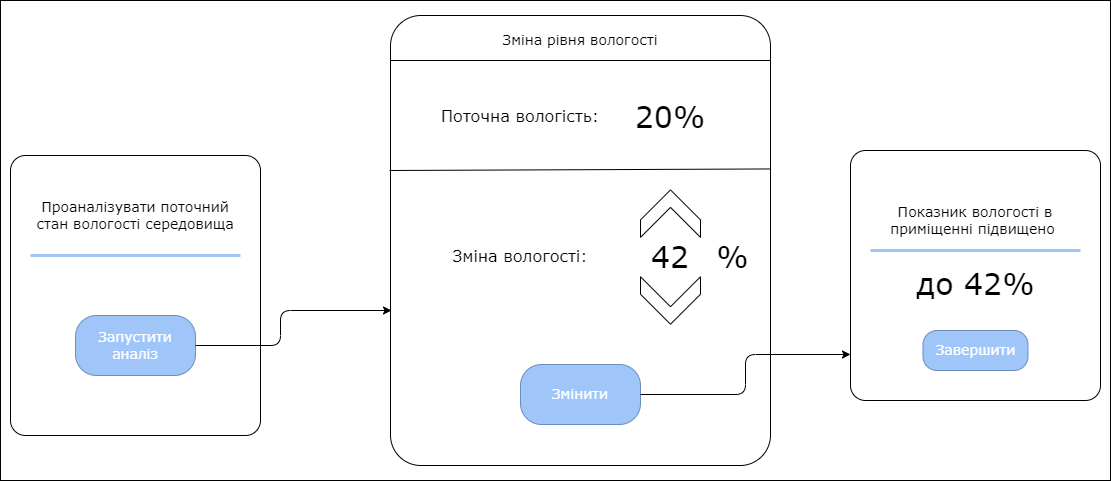 Проаналізувати поточний
стан вологості середовища
Запустити
аналіз
Зміна рівня вологості
Поточна вологість: 20%
Зміна вологості: 42 %
Змінити
Показник вологості в
приміщенні підвищено
до 42%
Завершити